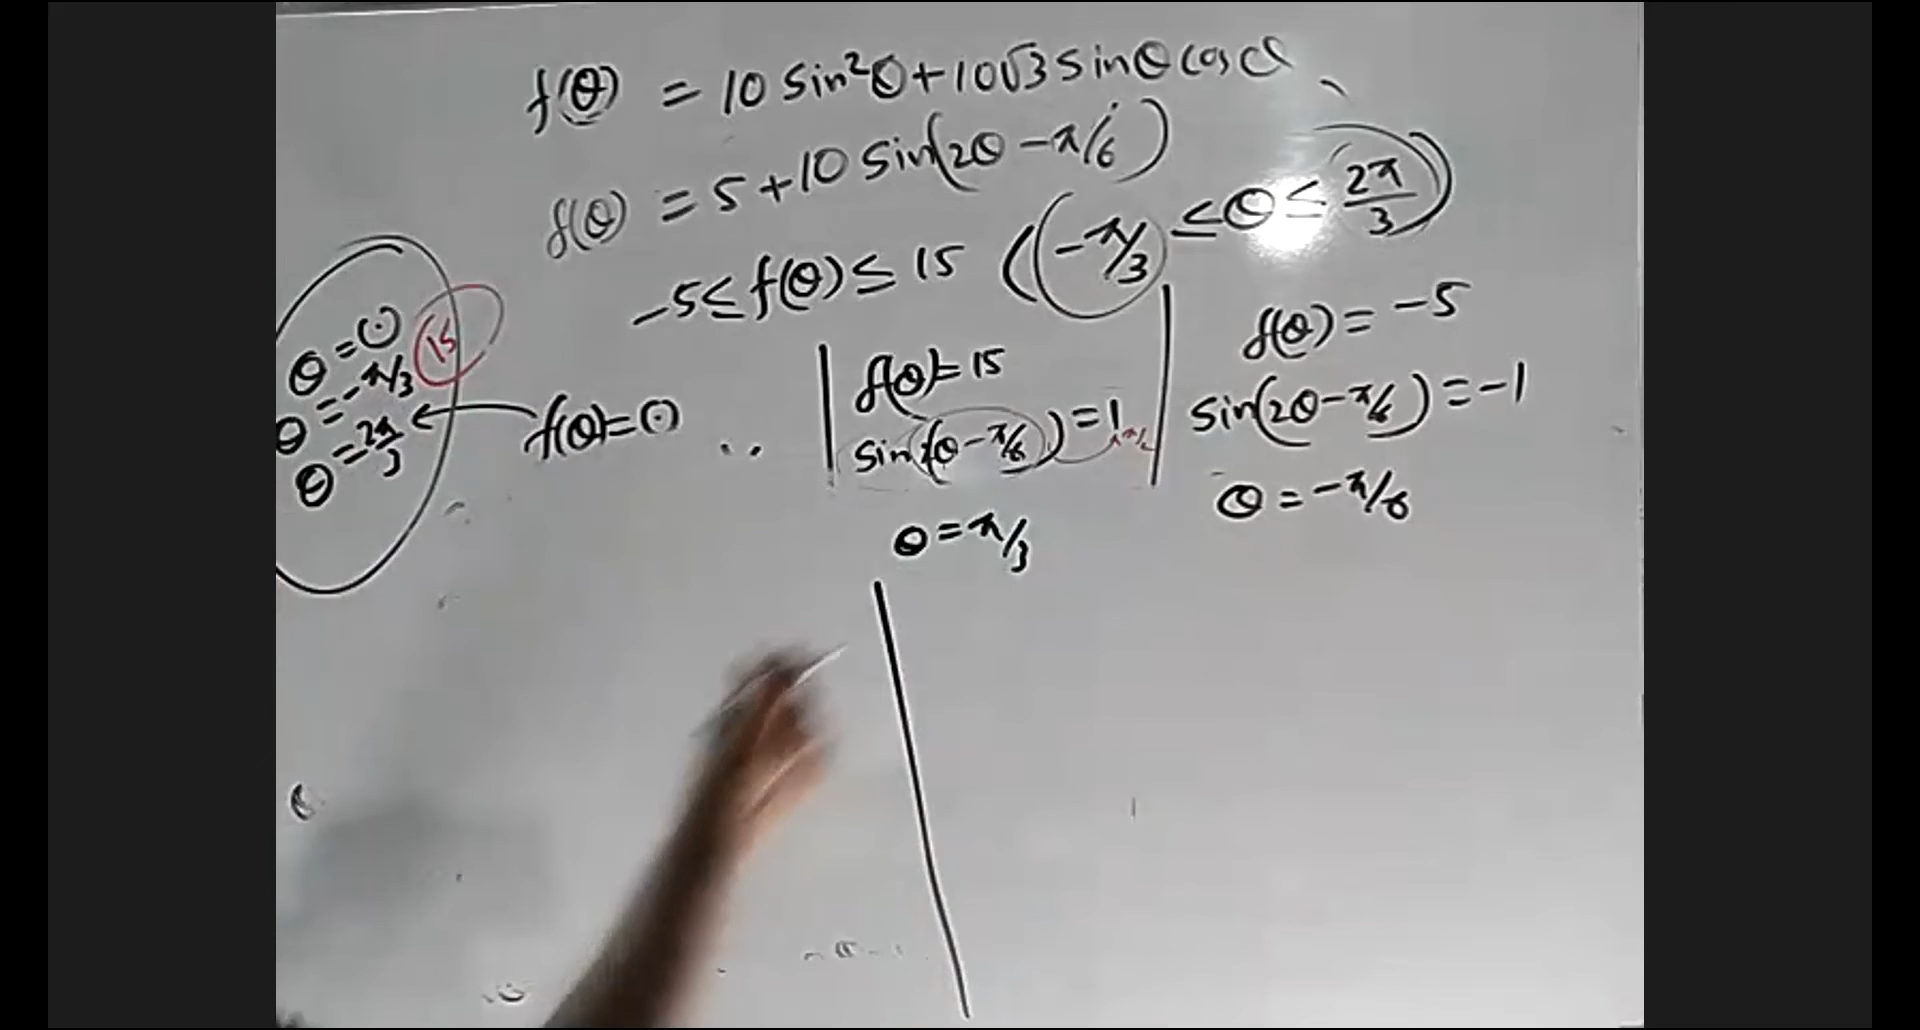 f(θ) = 10 sin²θ + 10√3 sinθ cosθ
f(θ) = 5 + 10 sin(2θ - π/6)
-5 ≤ f(θ) ≤ 15 (-π/3 ≤ θ ≤ 2π/3)
θ = 0
θ = -π/3
θ = 2π/3
15
f(θ) = 0
f(θ) = 15
sin(2θ - π/6) = 1
θ = π/3
f(θ) = -5
sin(2θ - π/6) = -1
θ = -π/6